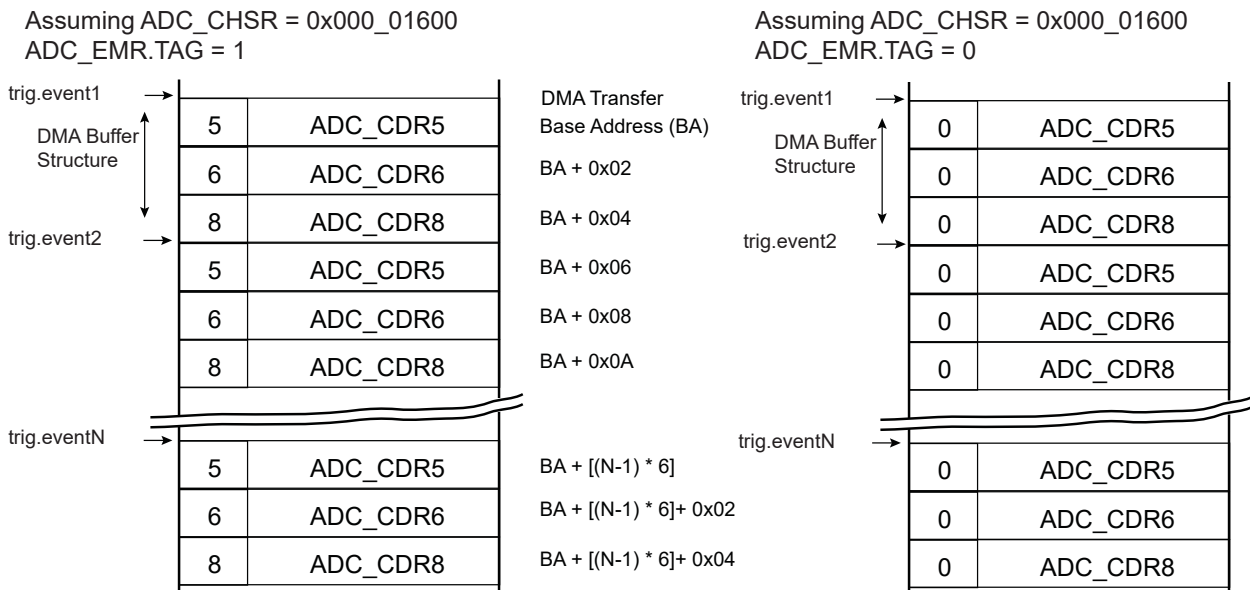 Assuming ADC_CHSR = 0x000_01600
ADC_EMR.TAG = 1
trig.event1
DMA Buffer
Structure
5 ADC_CDR5
6 ADC_CDR6
8 ADC_CDR8
trig.event2
5 ADC_CDR5
6 ADC_CDR6
8 ADC_CDR8
trig.eventN
5 ADC_CDR5
6 ADC_CDR6
8 ADC_CDR8
DMA Transfer
Base Address (BA)
BA + 0x02
BA + 0x04
BA + 0x06
BA + 0x08
BA + 0x0A
BA + [(N-1) * 6]
BA + [(N-1) * 6]+ 0x02
BA + [(N-1) * 6]+ 0x04
Assuming ADC_CHSR = 0x000_01600
ADC_EMR.TAG = 0
trig.event1
DMA Buffer
Structure
0 ADC_CDR5
0 ADC_CDR6
0 ADC_CDR8
trig.event2
0 ADC_CDR5
0 ADC_CDR6
0 ADC_CDR8
trig.eventN
0 ADC_CDR5
0 ADC_CDR6
0 ADC_CDR8